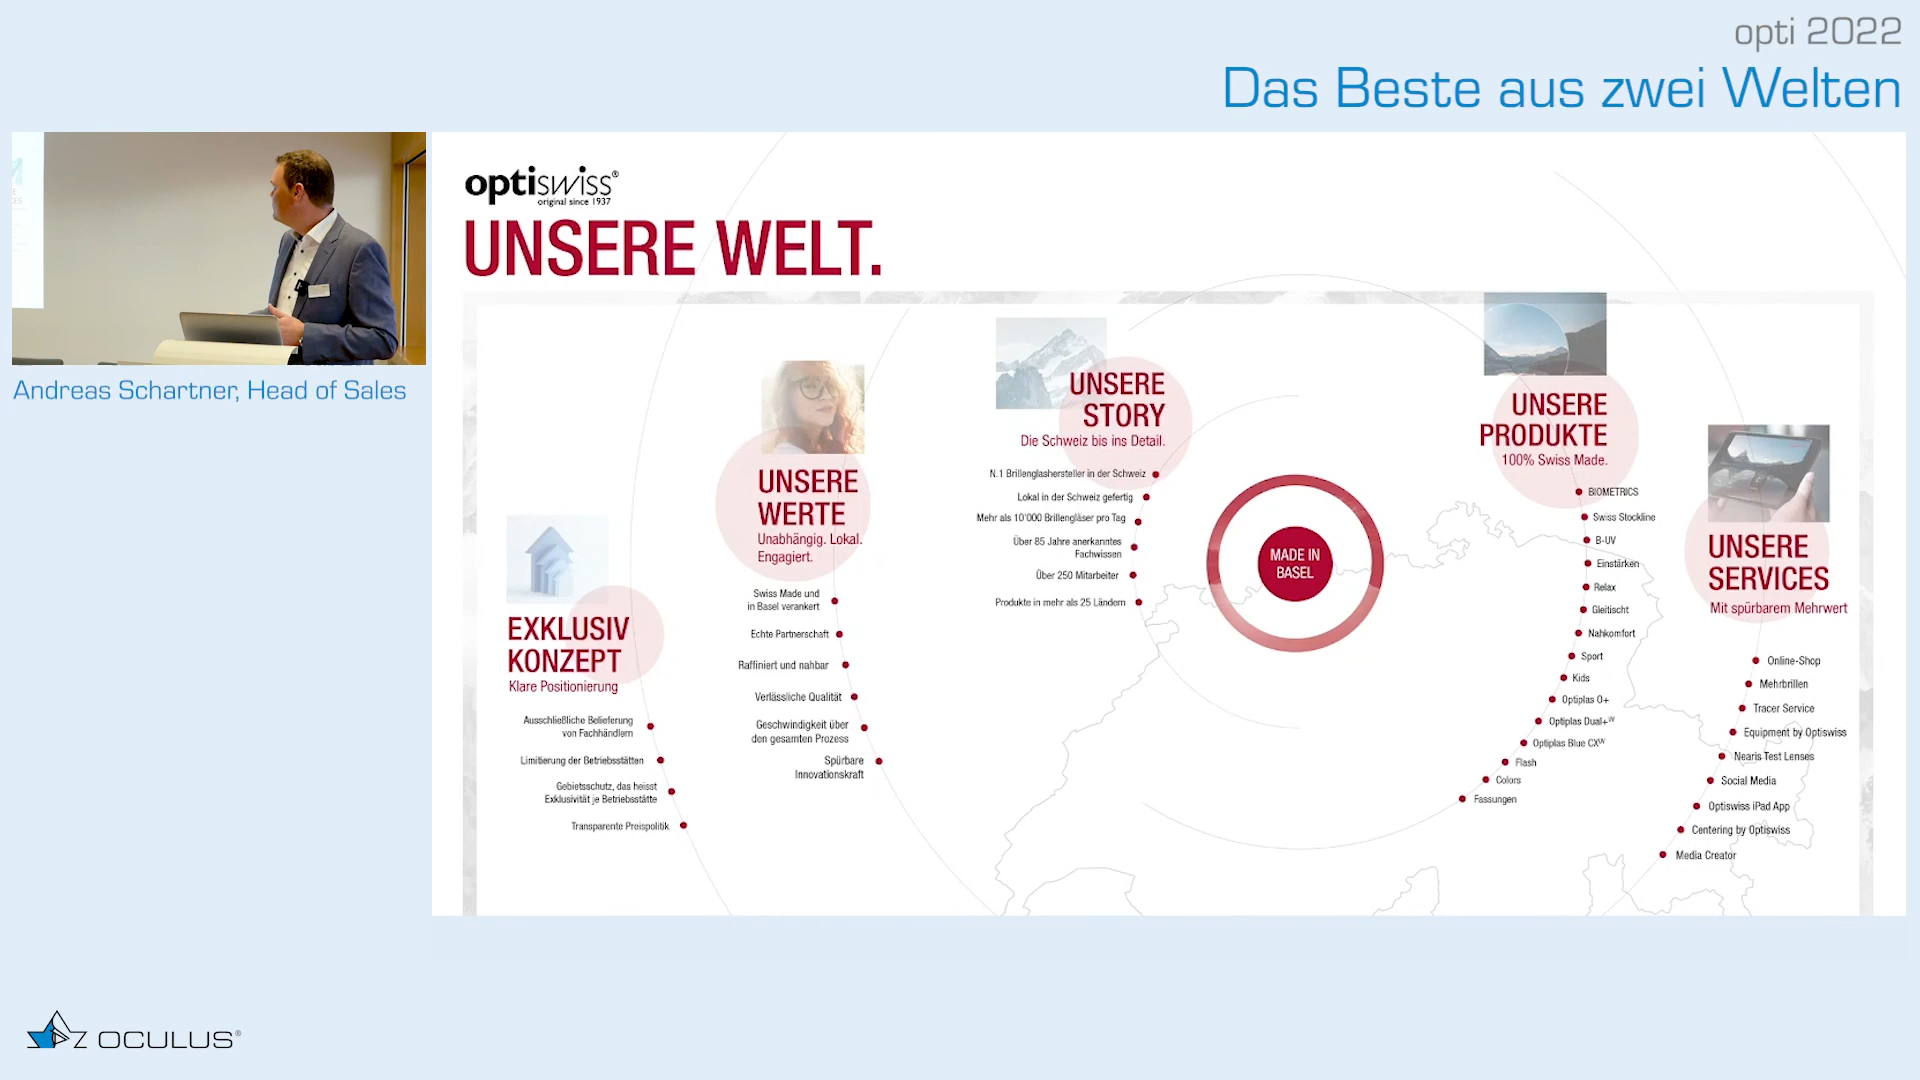 opti 2022
Das Beste aus zwei Welten
Andreas Schartner, Head of Sales
optiswiss®
original since 1937
UNSERE WELT.
EXKLUSIV
KONZEPT
Klare Positionierung
Ausschließliche Belieferung
von Fachhändlern
Limitierung der Betriebsstätten
Gebietsschutz, das heisst
Exklusivität je Betriebsstätte
Transparente Preispolitik
UNSERE
WERTE
Unabhängig. Lokal.
Engagiert.
Swiss Made und
in Basel verankert
Echte Partnerschaft
Raffiniert und nahbar
Verlässliche Qualität
Geschwindigkeit über
den gesamten Prozess
Spürbare
Innovationskraft
UNSERE
STORY
Die Schweiz bis ins Detail.
N.1 Brillenglashersteller in der Schweiz
Lokal in der Schweiz gefertig
Mehr als 10'000 Brillengläser pro Tag
Über 85 Jahre anerkanntes
Fachwissen
Über 250 Mitarbeiter
Produkte in mehr als 25 Ländern
MADE IN
BASEL
UNSERE
PRODUKTE
100% Swiss Made.
BIOMETRICS
Swiss Stockline
B-UV
Einstärken
Relax
Gleitischt
Nahkomfort
Sport
Kids
Optiplas O+
Optiplas Dual+ᵂ
Optiplas Blue CXᵂ
Flash
Colors
Fassungen
UNSERE
SERVICES
Mit spürbarem Mehrwert
Online-Shop
Mehrbrillen
Tracer Service
Equipment by Optiswiss
Nearis Test Lenses
Social Media
Optiswiss iPad App
Centering by Optiswiss
Media Creator
OCULUS®